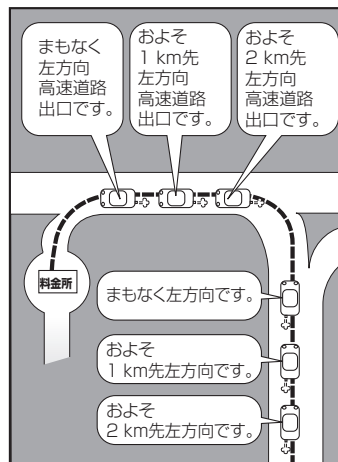 まもなく
左方向
高速道路
出口です。
およそ
1 km先
左方向
高速道路
出口です。
およそ
2 km先
左方向
高速道路
出口です。
料金所
まもなく左方向です。
およそ
1 km先左方向です。
およそ
2 km先左方向です。